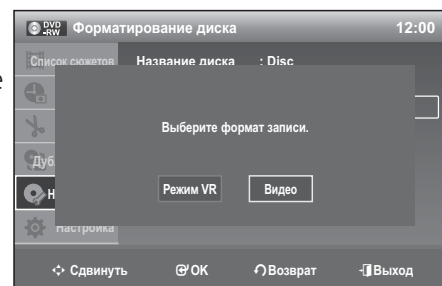 DVD -RW Форматирование диска 12:00
Список сюжетов Название диска : Disc
е
Выберите формат записи.
Дуб
Режим VR Видео
Н
Настройка
Сдвинуть OK Возврат Выход